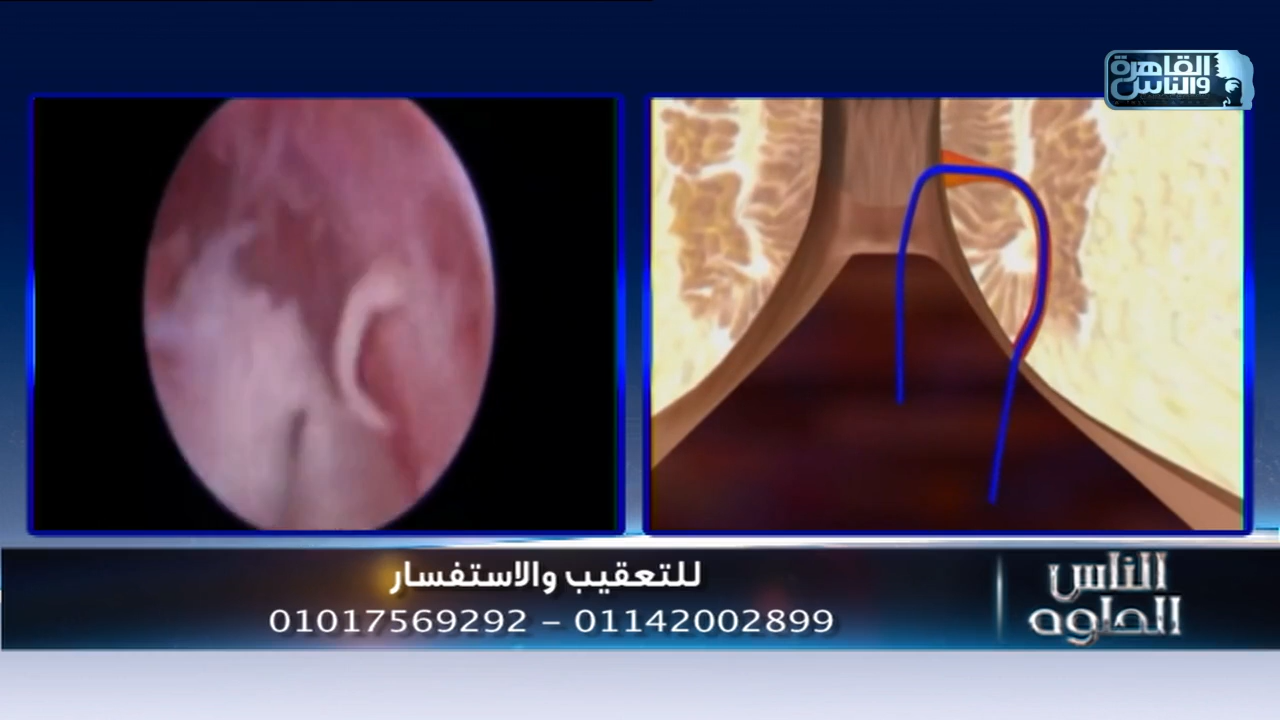 القاهرة
والناس
للتعقيب والاستفسار
01017569292 – 01142002899
الناس
الحلوه